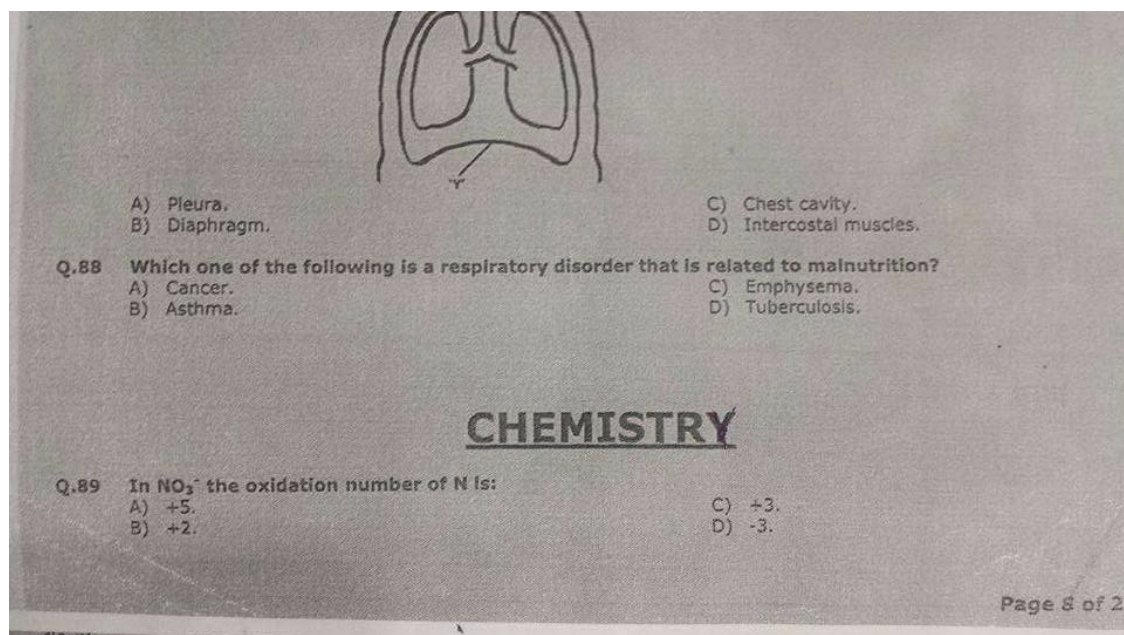 "Y"
A) Pleura. C) Chest cavity.
B) Diaphragm. D) Intercostal muscles.
Q.88 Which one of the following is a respiratory disorder that is related to malnutrition?
A) Cancer. C) Emphysema.
B) Asthma. D) Tuberculosis.
CHEMISTRY
Q.89 In NO₃⁻ the oxidation number of N is:
A) +5. C) +3.
B) +2. D) -3.
Page 8 of 2